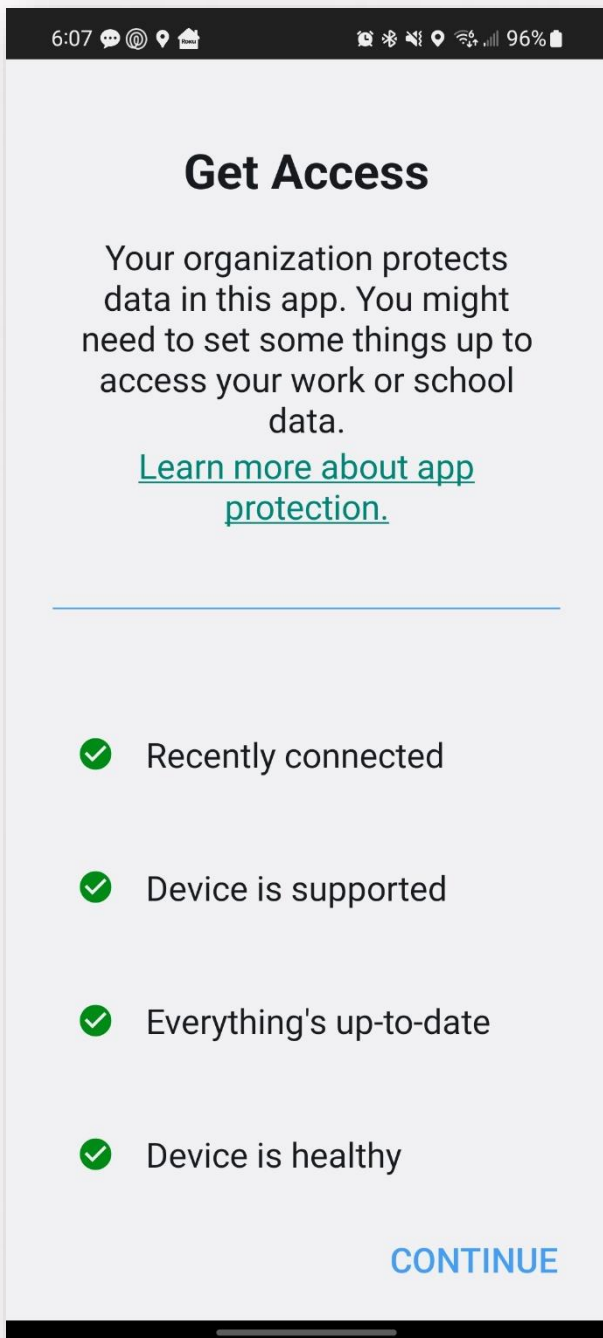 6:07 96%
Get Access
Your organization protects
data in this app. You might
need to set some things up to
access your work or school
data.
Learn more about app
protection.
Recently connected
Device is supported
Everything's up-to-date
Device is healthy
CONTINUE